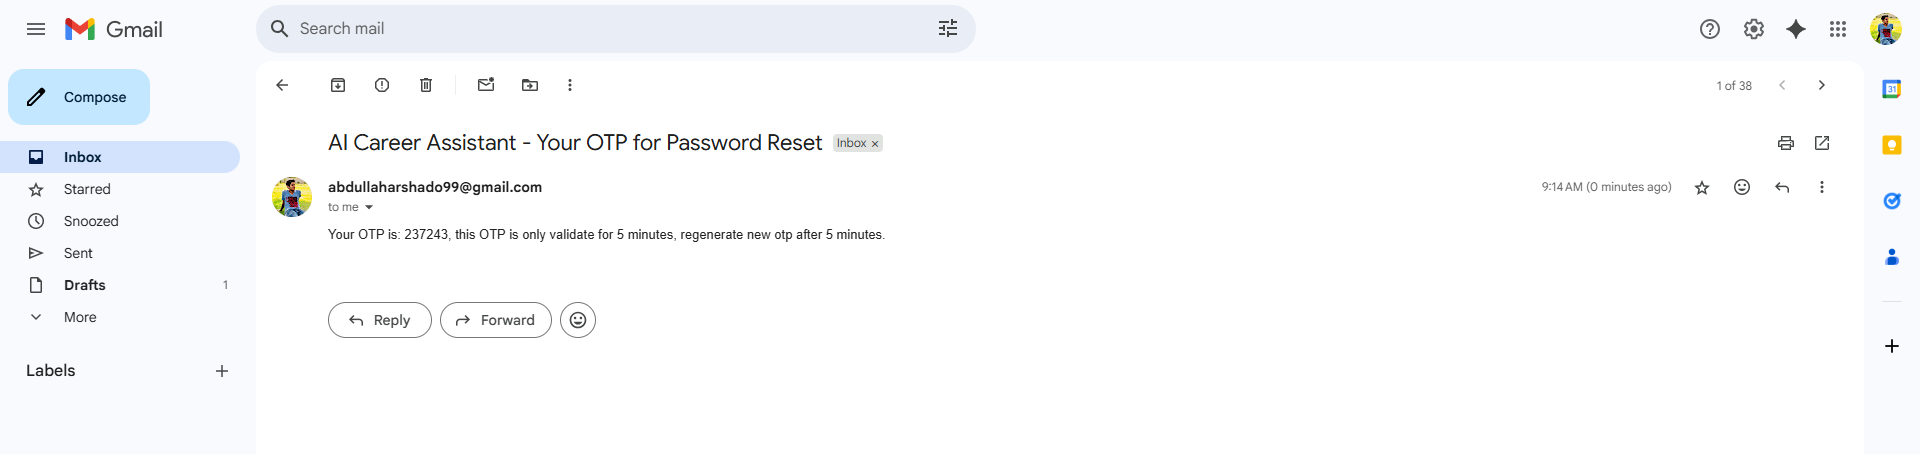 Gmail
Search mail
Compose
1 of 38
Inbox
Starred
Snoozed
Sent
Drafts 1
More
Labels
AI Career Assistant - Your OTP for Password Reset Inbox ×
abdullaharshado99@gmail.com 9:14 AM (0 minutes ago)
to me
Your OTP is: 237243, this OTP is only validate for 5 minutes, regenerate new otp after 5 minutes.
Reply Forward
31